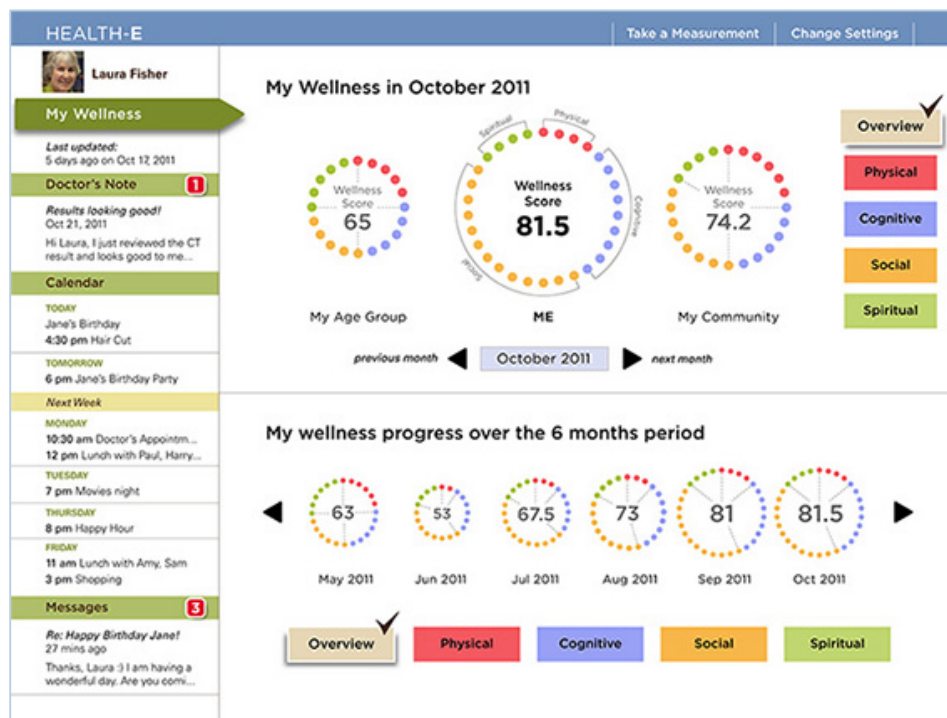 HEALTH-E
Take a Measurement
Change Settings
Laura Fisher
My Wellness
Last updated:
5 days ago on Oct 17, 2011
Doctor's Note 1
Results looking good!
Oct 21, 2011
Hi Laura, I just reviewed the CT
result and looks good to me...
Calendar
TODAY
Jane's Birthday
4:30 pm Hair Cut
TOMORROW
6 pm Jane's Birthday Party
Next Week
MONDAY
10:30 am Doctor's Appointm...
12 pm Lunch with Paul, Harry...
TUESDAY
7 pm Movies night
THURSDAY
8 pm Happy Hour
FRIDAY
11 am Lunch with Amy, Sam
3 pm Shopping
Messages 3
Re: Happy Birthday Jane!
27 mins ago
Thanks, Laura :) I am having a
wonderful day. Are you comi...
My Wellness in October 2011
Wellness
Score
65
My Age Group
Spiritual
Physical
Cognitive
Social
Wellness
Score
81.5
ME
Wellness
Score
74.2
My Community
previous month
October 2011
next month
Overview
Physical
Cognitive
Social
Spiritual
My wellness progress over the 6 months period
63
53
67.5
73
81
81.5
May 2011
Jun 2011
Jul 2011
Aug 2011
Sep 2011
Oct 2011
Overview
Physical
Cognitive
Social
Spiritual